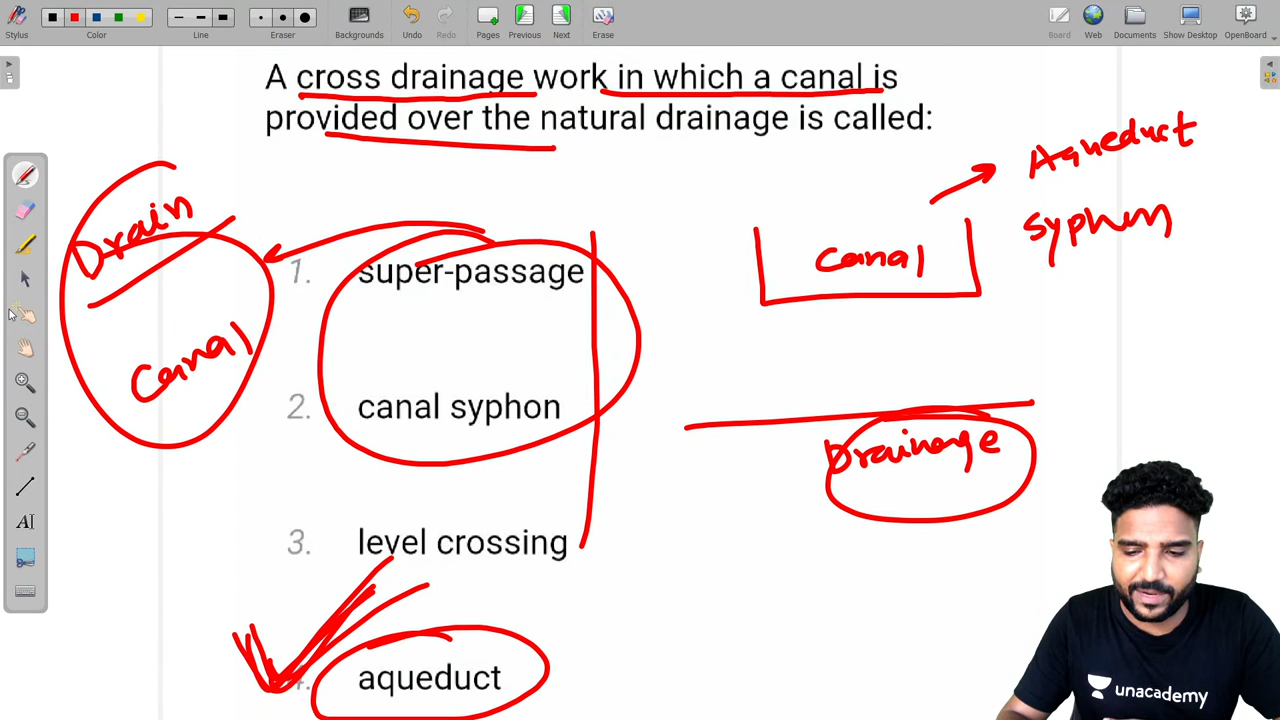 Stylus
Color
Line
Eraser
Backgrounds
Undo
Redo
Pages
Previous
Next
Erase
Board
Web
Documents
Show Desktop
OpenBoard
A cross drainage work in which a canal is
provided over the natural drainage is called:
Aqueduct
syphon
Drain
canal
1. super-passage
canal
2. canal syphon
Drainage
3. level crossing
4. aqueduct
unacademy